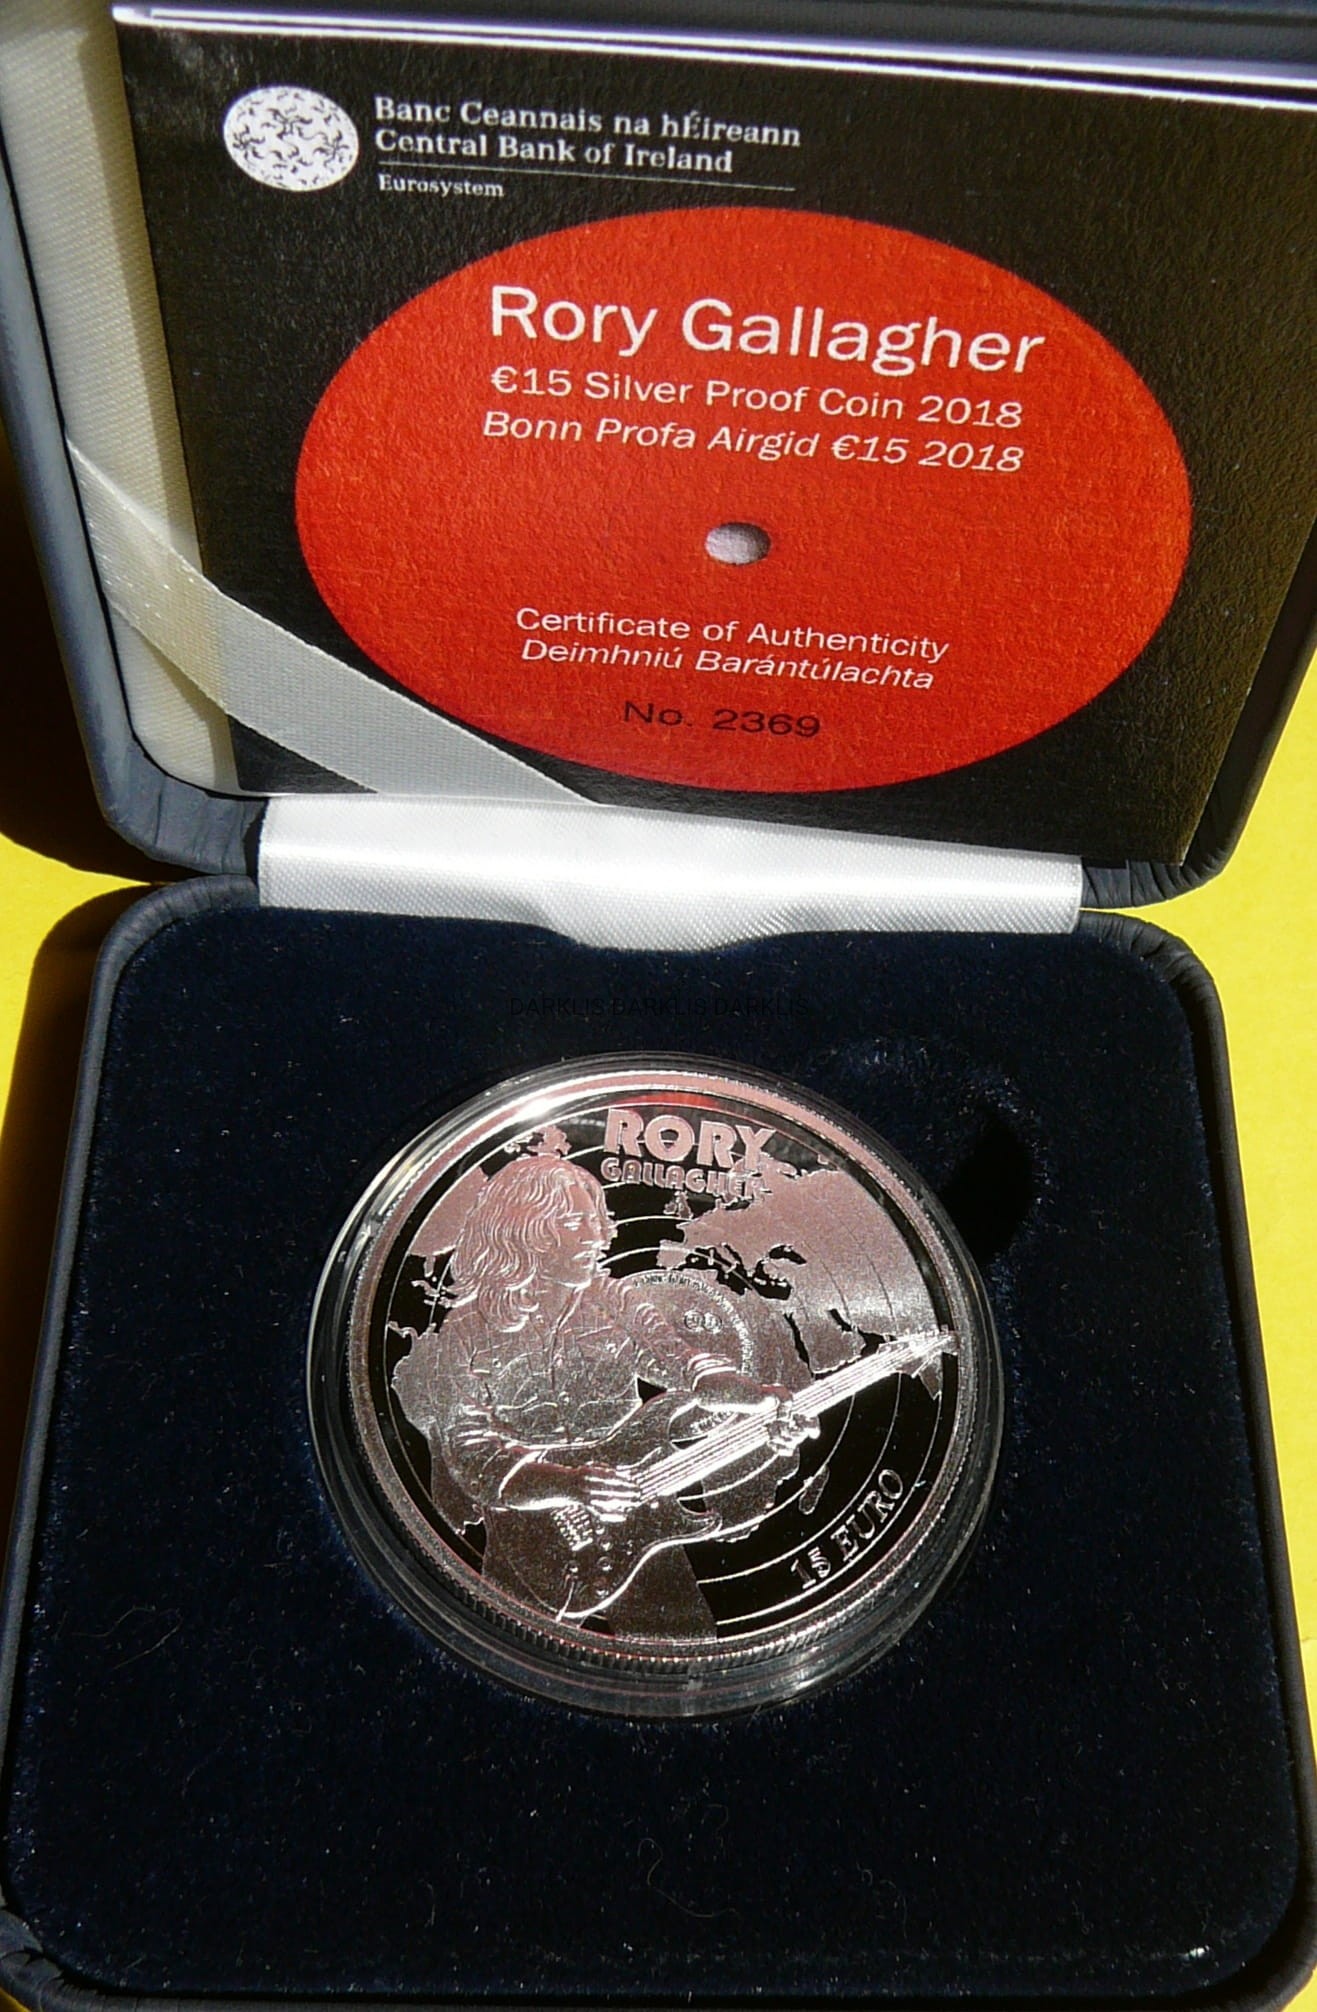 Banc Ceannais na hÉireann
Central Bank of Ireland
Eurosystem
Rory Gallagher
€15 Silver Proof Coin 2018
Bonn Profa Airgid €15 2018
Certificate of Authenticity
Deimhniú Barántúlachta
No. 2369
DARKLIS DARKLIS DARKLIS
RORY
GALLAGHER
15 EURO